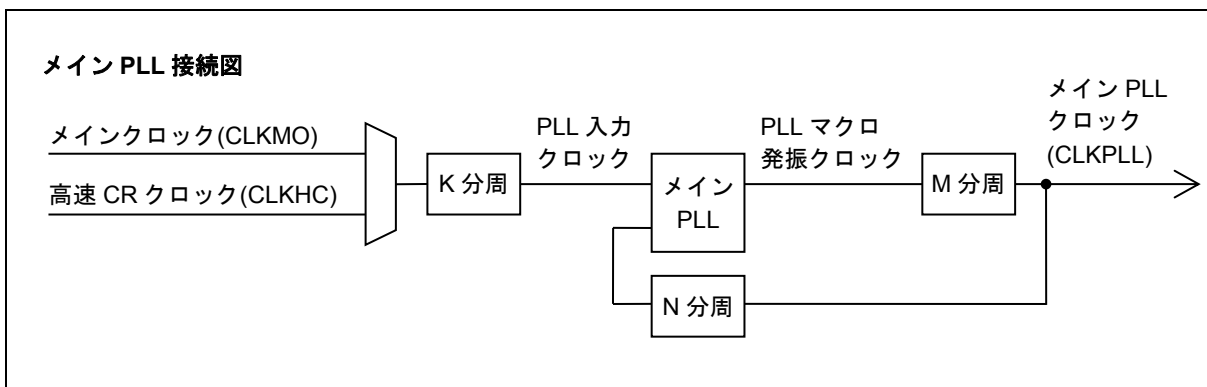 メイン PLL 接続図
メインクロック(CLKMO)
高速 CR クロック(CLKHC)
K 分周
PLL 入力
クロック
メイン
PLL
PLL マクロ
発振クロック
M 分周
メイン PLL
クロック
(CLKPLL)
N 分周